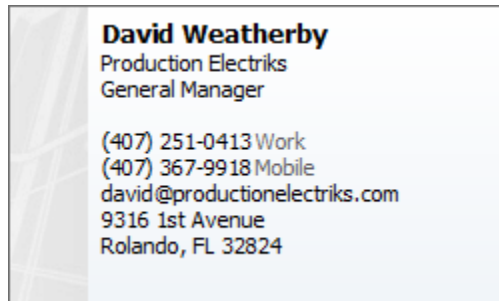 David Weatherby
Production Electriks
General Manager
(407) 251-0413 Work
(407) 367-9918 Mobile
david@productionelectriks.com
9316 1st Avenue
Rolando, FL 32824